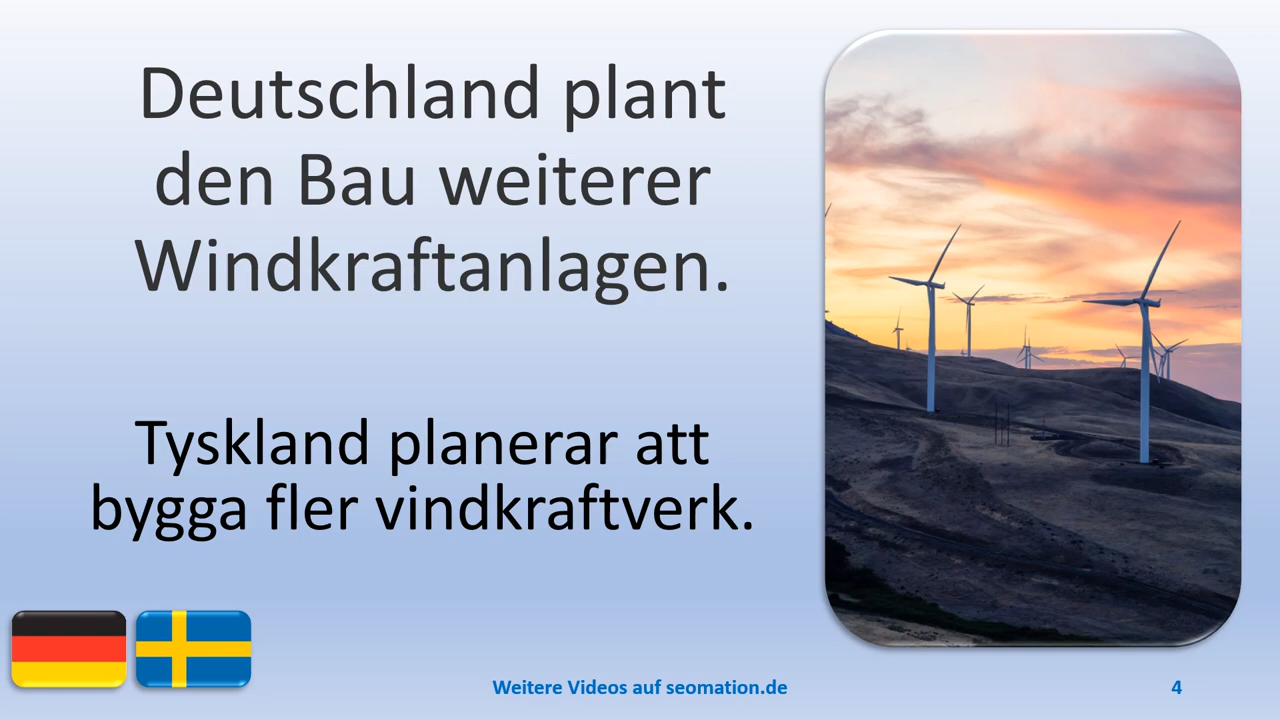 Deutschland plant
den Bau weiterer
Windkraftanlagen.
Tyskland planerar att
bygga fler vindkraftverk.
Weitere Videos auf seomation.de
4